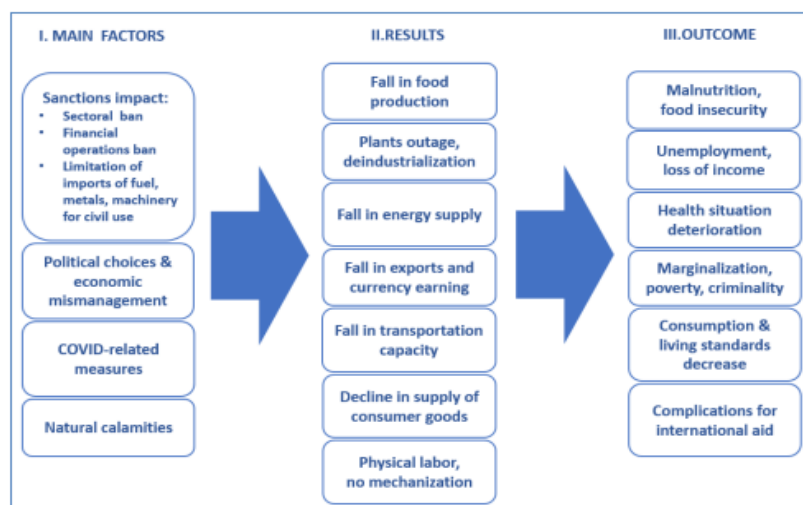 I. MAIN FACTORS
Sanctions impact:
• Sectoral ban
• Financial
operations ban
• Limitation of
imports of fuel,
metals, machinery
for civil use
Political choices &
economic
mismanagement
COVID-related
measures
Natural calamities
II.RESULTS
Fall in food
production
Plants outage,
deindustrialization
Fall in energy supply
Fall in exports and
currency earning
Fall in transportation
capacity
Decline in supply of
consumer goods
Physical labor,
no mechanization
III.OUTCOME
Malnutrition,
food insecurity
Unemployment,
loss of income
Health situation
deterioration
Marginalization,
poverty, criminality
Consumption &
living standards
decrease
Complications for
international aid